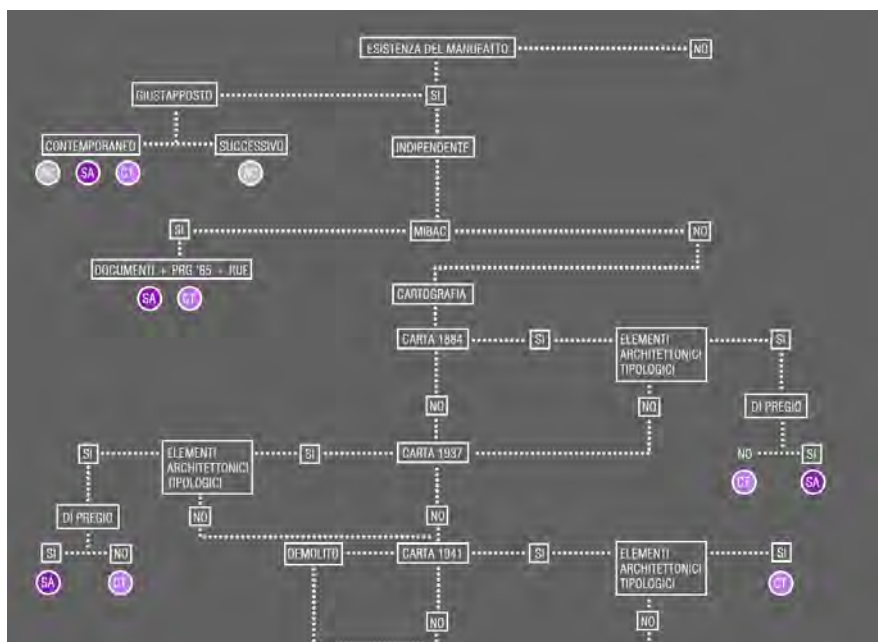 ESISTENZA DEL MANUFATTO
NO
GIUSTAPPOSTO
SI
CONTEMPORANEO
SUCCESSIVO
INDIPENDENTE
NC
SA
CT
NC
SI
MIBAC
NO
DOCUMENTI + PRG '85 + RUE
SA
CT
CARTOGRAFIA
CARTA 1884
SI
ELEMENTI
ARCHITETTONICI
TIPOLOGICI
SI
NO
NO
DI PREGIO
SI
ELEMENTI
ARCHITETTONICI
TIPOLOGICI
SI
CARTA 1937
NO
SI
CT
SA
DI PREGIO
NO
NO
SI
NO
DEMOLITO
CARTA 1941
SI
ELEMENTI
ARCHITETTONICI
TIPOLOGICI
SI
SA
CT
CT
NO
NO